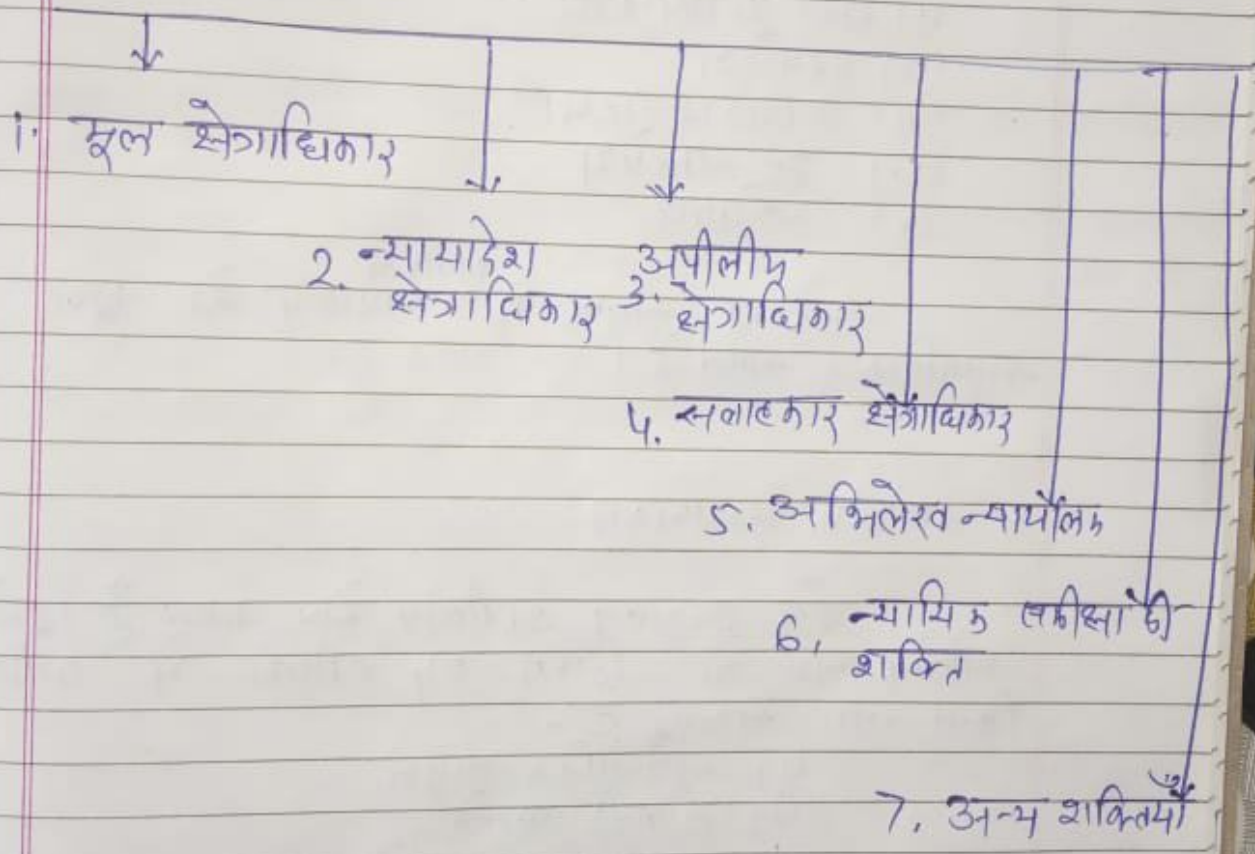 1. मूल क्षेत्राधिकार
2. न्यायादेश
क्षेत्राधिकार
3. अपीलीय
क्षेत्राधिकार
4. सलाहकार क्षेत्राधिकार
5. अभिलेख न्यायालय
6. न्यायिक समीक्षा की
शक्ति
7. अन्य शक्तियाँ